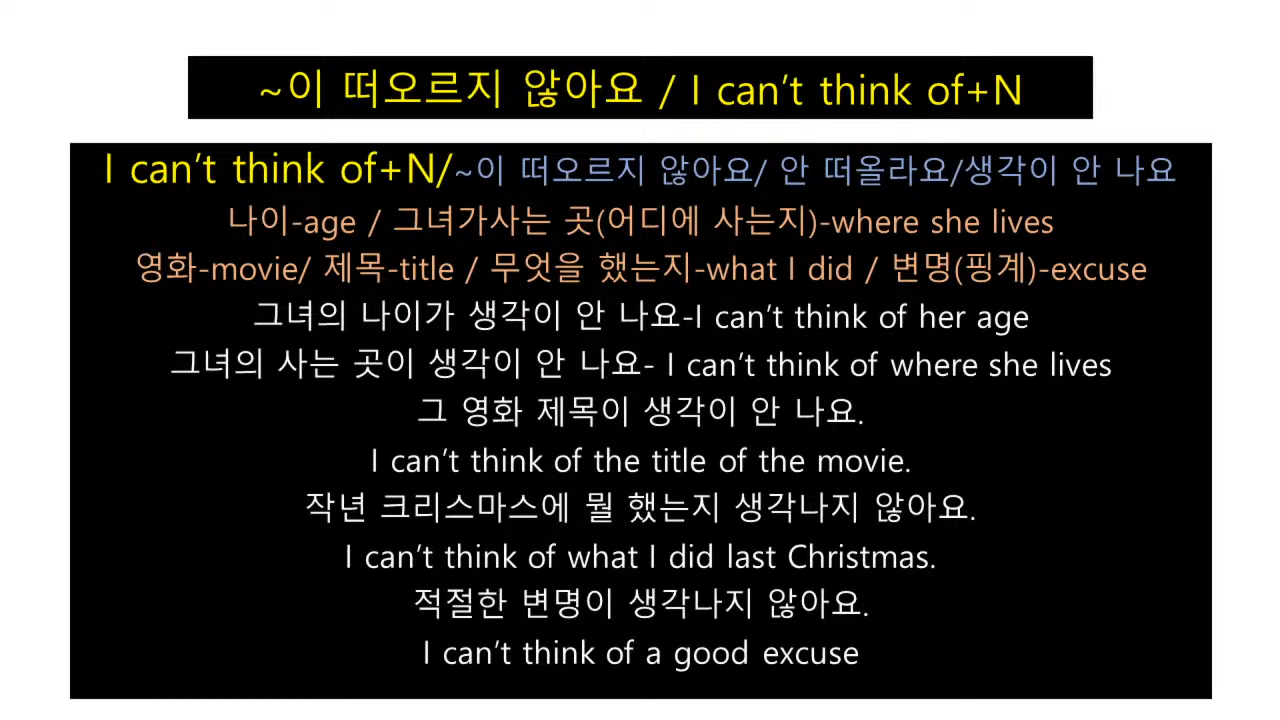 ~이 떠오르지 않아요 / I can’t think of+N
I can’t think of+N/~이 떠오르지 않아요/ 안 떠올라요/생각이 안 나요
나이-age / 그녀가사는 곳(어디에 사는지)-where she lives
영화-movie/ 제목-title / 무엇을 했는지-what I did / 변명(핑계)-excuse
그녀의 나이가 생각이 안 나요-I can’t think of her age
그녀의 사는 곳이 생각이 안 나요- I can’t think of where she lives
그 영화 제목이 생각이 안 나요.
I can’t think of the title of the movie.
작년 크리스마스에 뭘 했는지 생각나지 않아요.
I can’t think of what I did last Christmas.
적절한 변명이 생각나지 않아요.
I can’t think of a good excuse